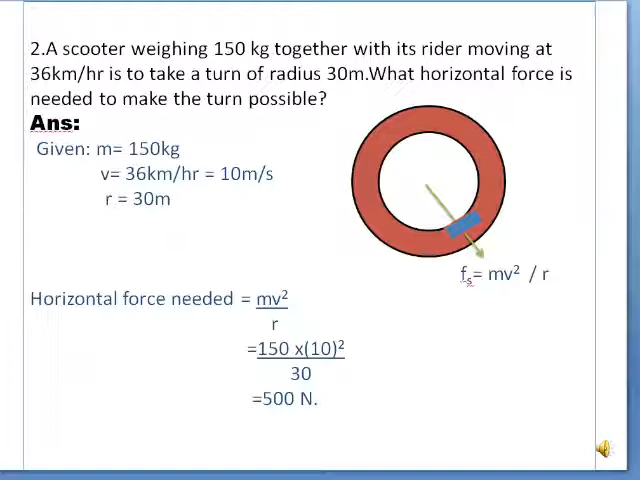 2.A scooter weighing 150 kg together with its rider moving at
36km/hr is to take a turn of radius 30m.What horizontal force is
needed to make the turn possible?
Ans:
Given: m= 150kg
v= 36km/hr = 10m/s
r = 30m
fₛ= mv² / r
Horizontal force needed = mv²
r
=150 x(10)²
30
=500 N.